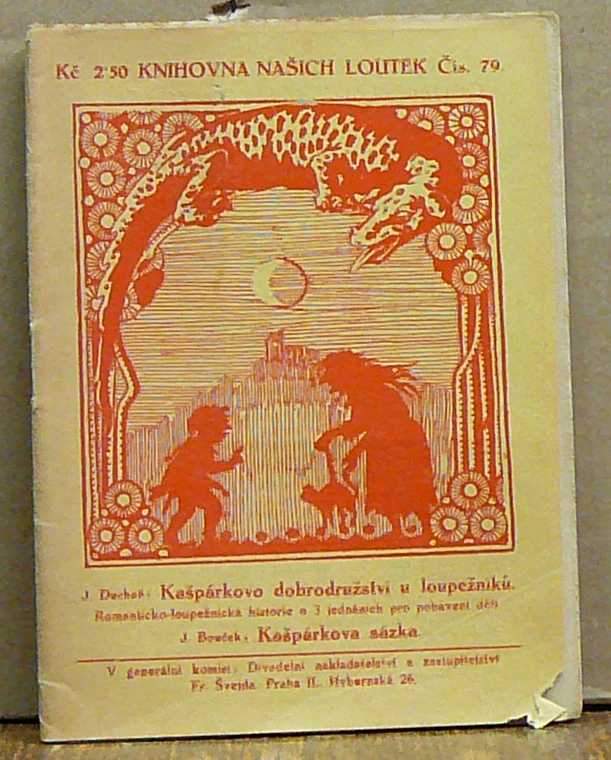 Kč 2·50 KNIHOVNA NAŠICH LOUTEK Čís. 79.
J. Kašpárkovo dobrodružství u loupežníků.
Romanticko-loupežnická historie o 3 jednáních pro pobavení dětí
J. Bouček: Kašpárkova sázka.
V generální komisi: Divadelní nakladatelství a zastupitelství
Fr. Švejda, Praha II., Hybernská 26.